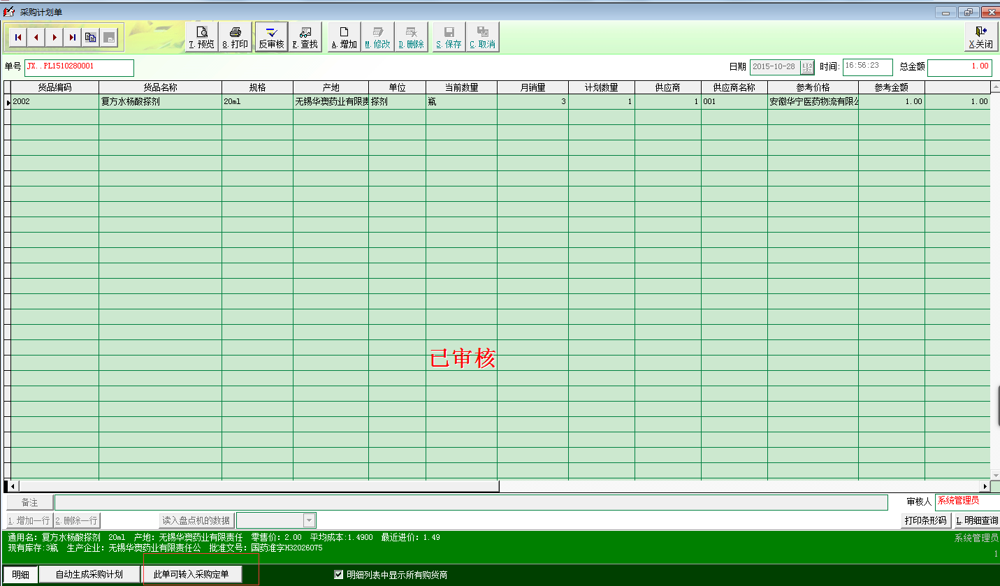 采购计划单
7.预览 8.打印 反审核 F.查找 A.增加 M.修改 D.删除 S.保存 C.取消 X.关闭
单号 JX..PL1510280001 日期 2015-10-28 时间: 16:56:23 总金额 1.00
货品编码 货品名称 规格 产地 单位 当前数量 月销量 计划数量 供应商 供应商名称 参考价格 参考金额
2002 复方水杨酸搽剂 20ml 无锡华澳药业有限责 搽剂 瓶 3 1 1 001 安徽华宁医药物流有限公 1.00 1.00
已审核
备注 审核人 系统管理员
1.增加一行 2.删除一行 读入盘点机的数据 打印条形码 L.明细查询
通用名: 复方水杨酸搽剂 20ml 产地: 无锡华澳药业有限责任 零售价: 2.00 平均成本:1.4900 最近进价: 1.49 系统管理员
现有库存:3瓶 生产企业: 无锡华澳药业有限责任公 批准文号: 国药准字H32026075 1
明细 自动生成采购计划 此单可转入采购定单 明细列表中显示所有购货商